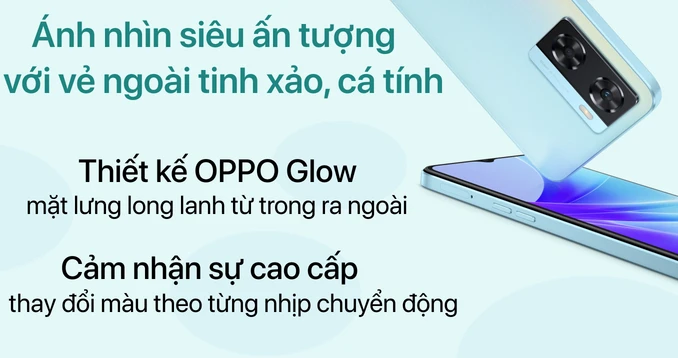 Ánh nhìn siêu ấn tượng
với vẻ ngoài tinh xảo, cá tính
Thiết kế OPPO Glow
mặt lưng long lanh từ trong ra ngoài
Cảm nhận sự cao cấp
thay đổi màu theo từng nhịp chuyển động